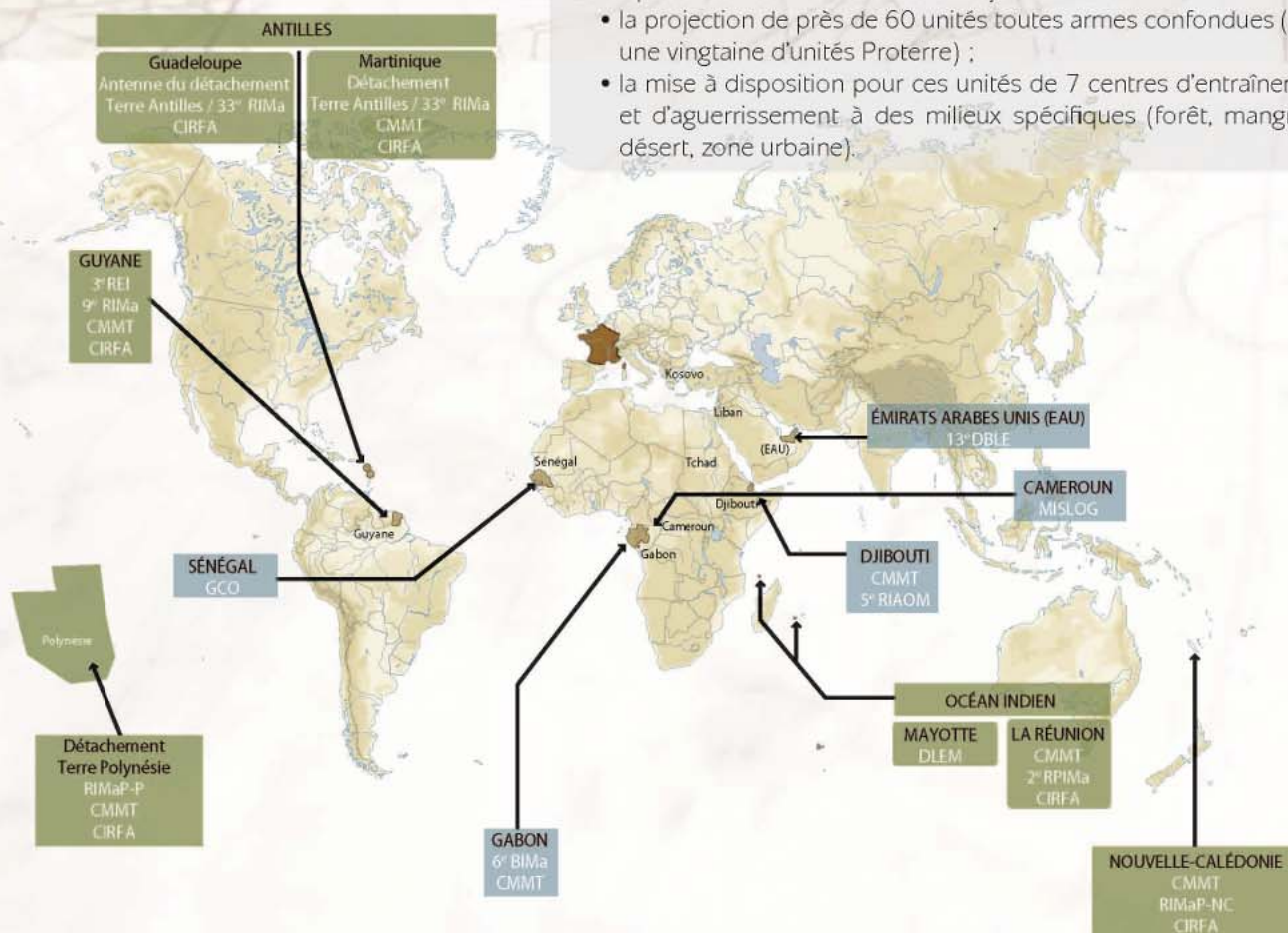 • la projection de près de 60 unités toutes armes confondues (
une vingtaine d'unités Proterre) ;
• la mise à disposition pour ces unités de 7 centres
et d'aguerrissement à des milieux spécifiques (forêt,
désert, zone urbaine).
ANTILLES
Guadeloupe
Antenne du détachement
Terre Antilles / 33e RIMa
CIRFA
Martinique
Détachement
Terre Antilles / 33e RIMa
CMMT
CIRFA
GUYANE
3e REI
9e RIMa
CMMT
CIRFA
Kosovo
Liban
(EAU)
ÉMIRATS ARABES UNIS (EAU)
13e DBLE
Sénégal
Tchad
Djibouti
Cameroun
Gabon
Guyane
CAMEROUN
MISLOG
SÉNÉGAL
GCO
DJIBOUTI
CMMT
5e RIAOM
Polynésie
OCÉAN INDIEN
MAYOTTE
DLEM
LA RÉUNION
CMMT
2e RPIMa
CIRFA
Détachement
Terre Polynésie
RIMaP-P
CMMT
CIRFA
GABON
6e BIMa
CMMT
NOUVELLE-CALÉDONIE
CMMT
RIMaP-NC
CIRFA